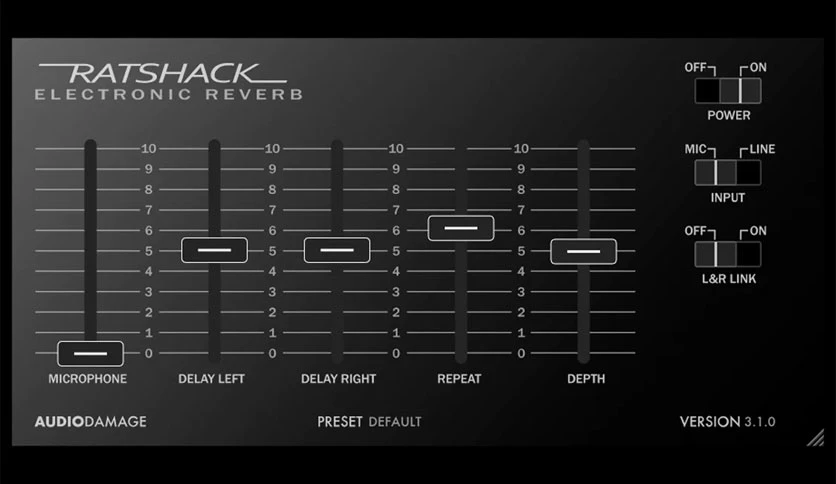 RATSHACK
ELECTRONIC REVERB
OFF ON
POWER
MIC LINE
INPUT
OFF ON
L&R LINK
10 10 10 10
9 9 9 9
8 8 8 8
7 7 7 7
6 6 6 6
5 5 5 5
4 4 4 4
3 3 3 3
2 2 2 2
1 1 1 1
0 0 0 0
MICROPHONE DELAY LEFT DELAY RIGHT REPEAT DEPTH
AUDIODAMAGE PRESET DEFAULT VERSION 3.1.0